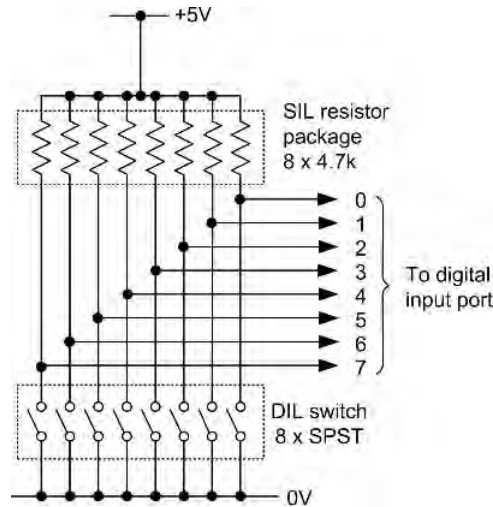 +5V
SIL resistor
package
8 x 4.7k
0
1
2
3
4
5
6
7
To digital
input port
DIL switch
8 x SPST
0V